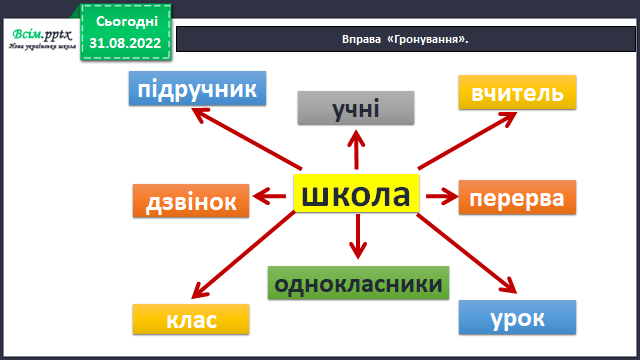 Всім.pptx
Нова українська школа
Сьогодні
31.08.2022
Вправа «Гронування».
підручник
учні
вчитель
дзвінок
школа
перерва
однокласники
клас
урок